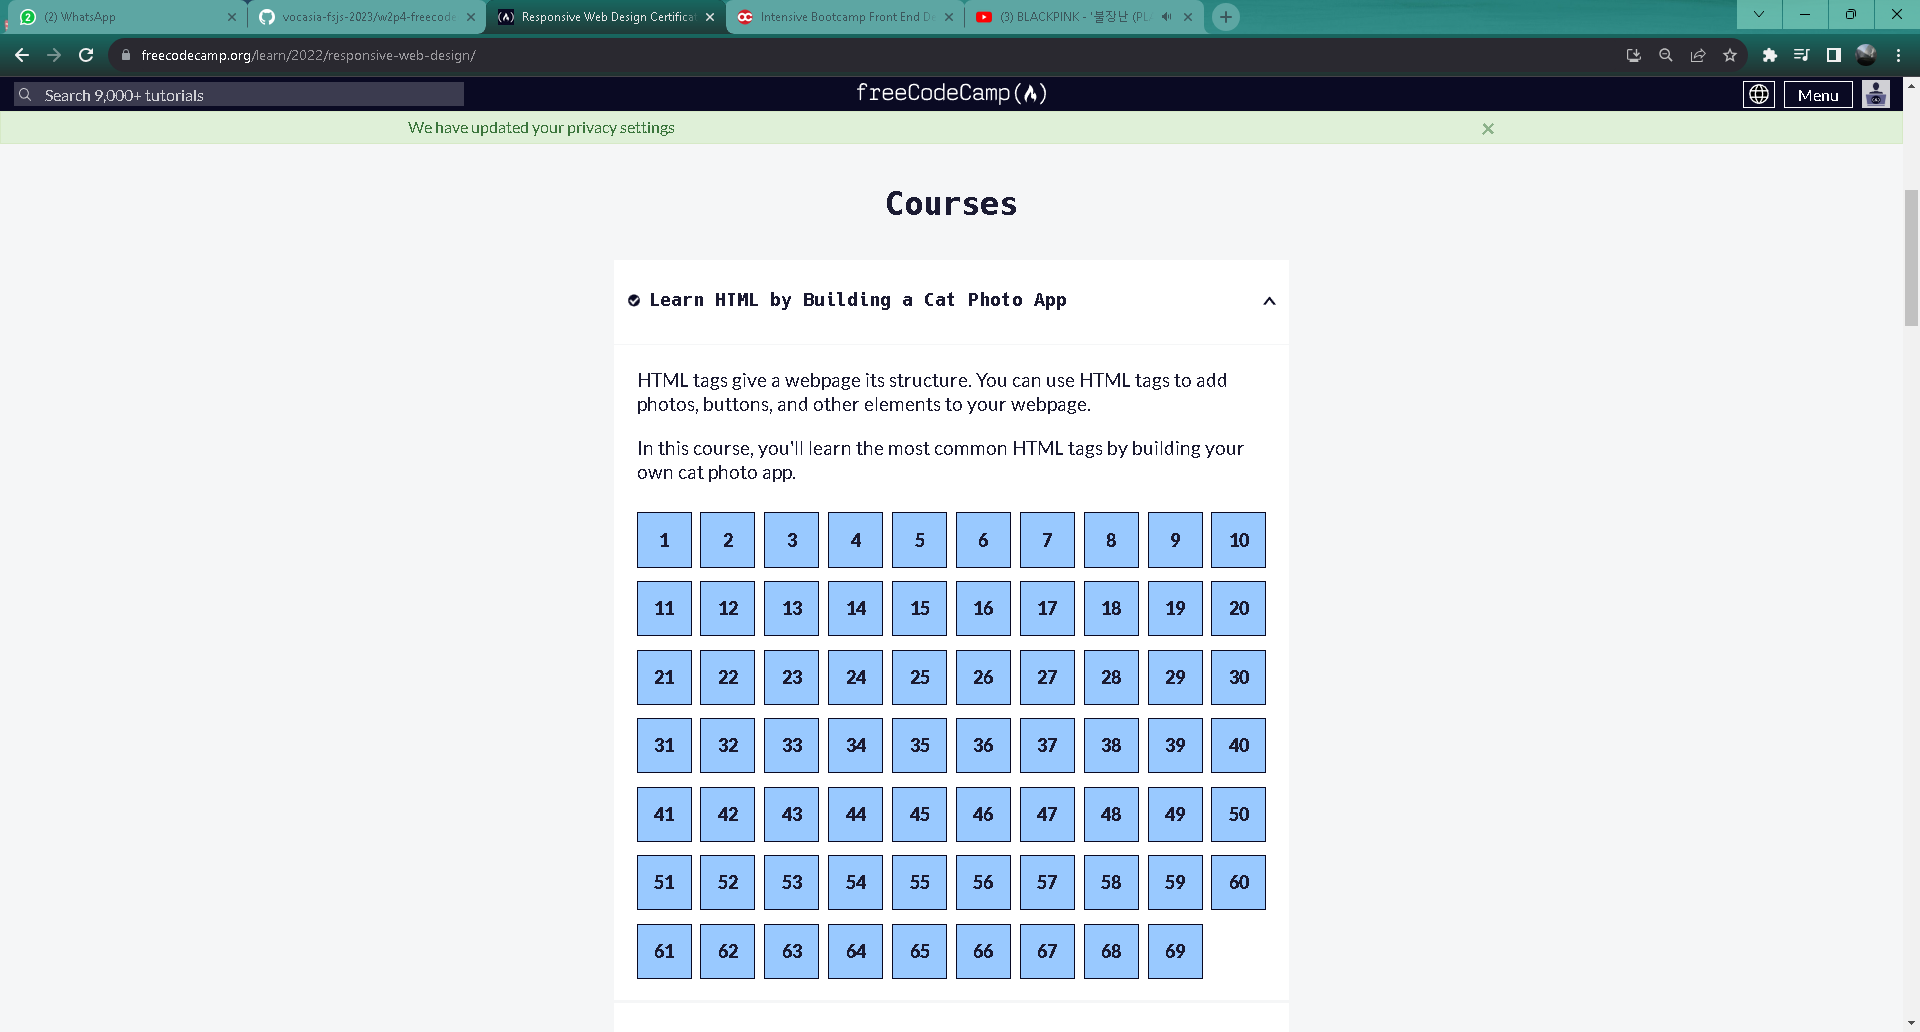 (2) WhatsApp
vocasia-fsjs-2023/w2p4-freecode
Responsive Web Design Certificat
Intensive Bootcamp Front End De
(3) BLACKPINK - '불장난 (PLA
freecodecamp.org/learn/2022/responsive-web-design/
Search 9,000+ tutorials
freeCodeCamp
Menu
We have updated your privacy settings
Courses
Learn HTML by Building a Cat Photo App
HTML tags give a webpage its structure. You can use HTML tags to add
photos, buttons, and other elements to your webpage.
In this course, you'll learn the most common HTML tags by building your
own cat photo app.
1 2 3 4 5 6 7 8 9 10
11 12 13 14 15 16 17 18 19 20
21 22 23 24 25 26 27 28 29 30
31 32 33 34 35 36 37 38 39 40
41 42 43 44 45 46 47 48 49 50
51 52 53 54 55 56 57 58 59 60
61 62 63 64 65 66 67 68 69